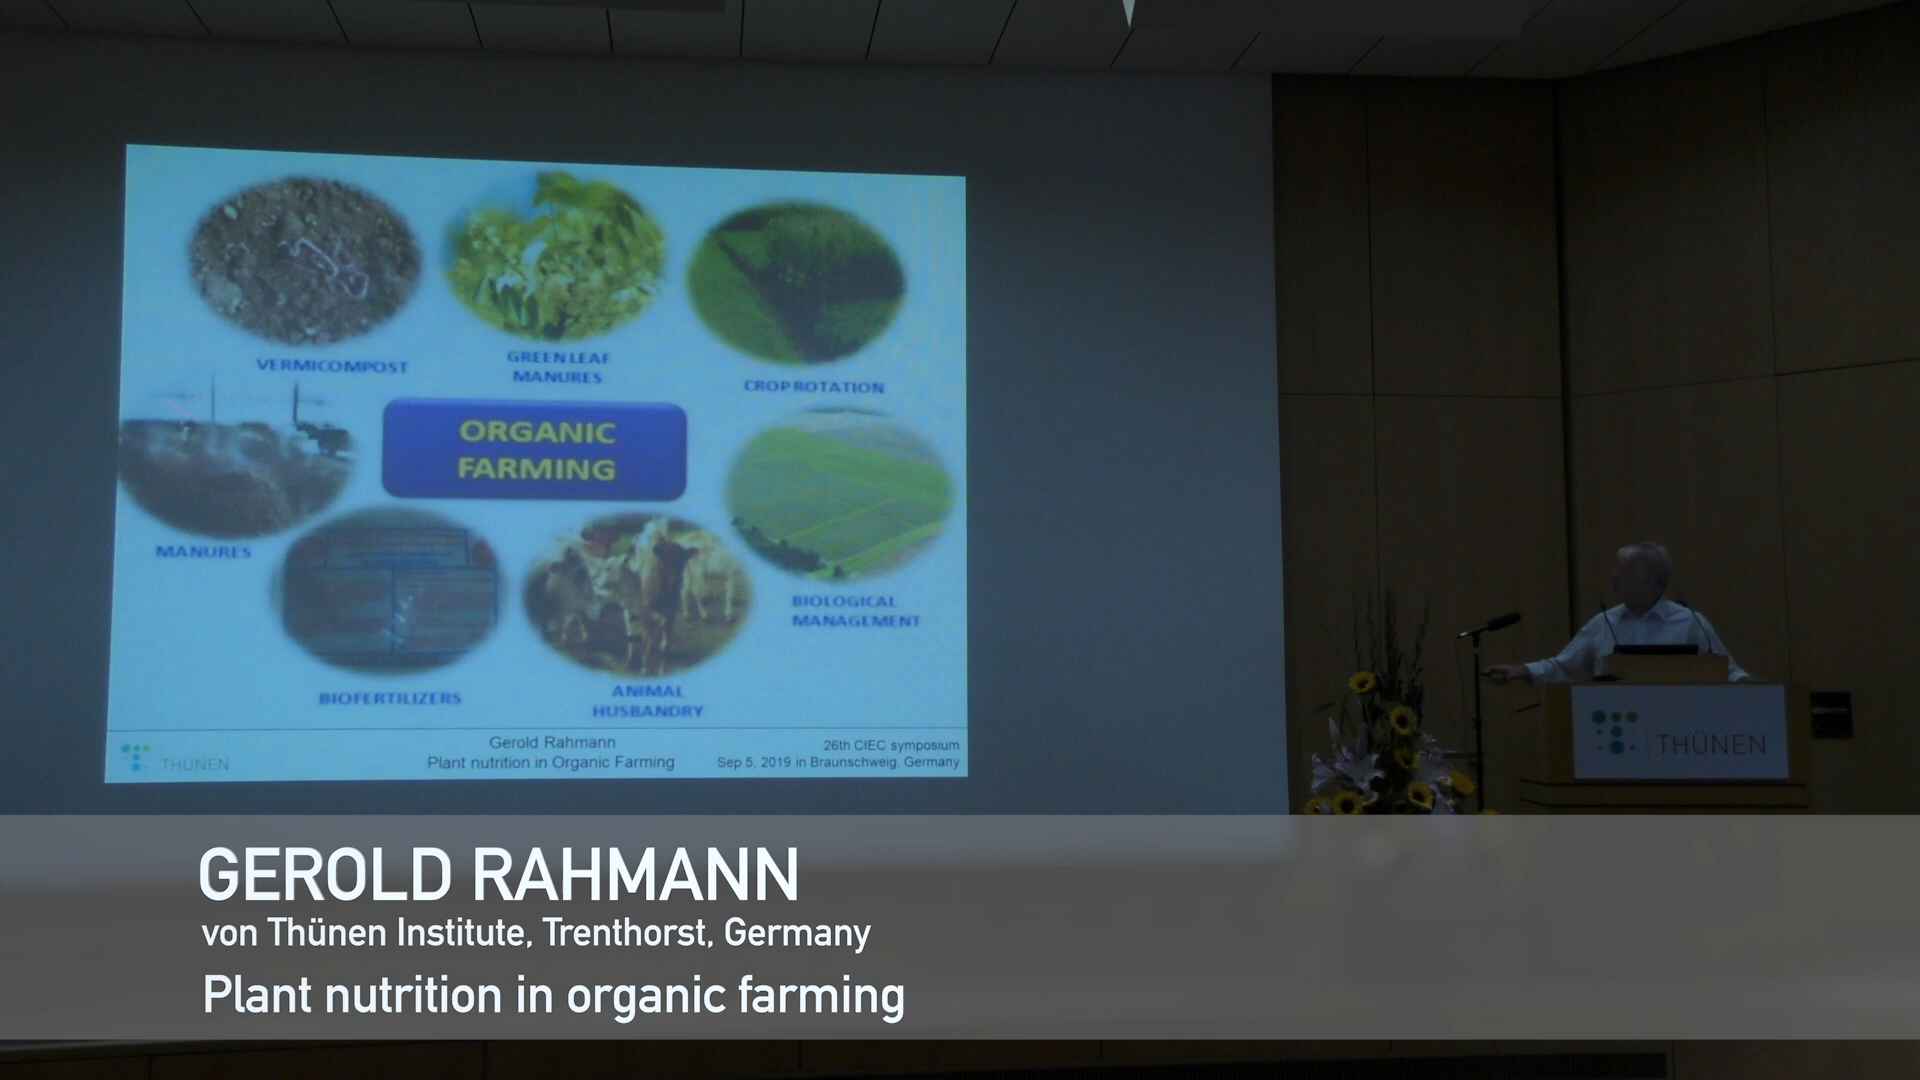 VERMICOMPOST
GREEN LEAF
MANURES
CROP ROTATION
ORGANIC
FARMING
MANURES
BIOLOGICAL
MANAGEMENT
BIOFERTILIZERS
ANIMAL
HUSBANDRY
THÜNEN
Gerold Rahmann
Plant nutrition in Organic Farming
26th CIEC symposium
Sep 5, 2019 in Braunschweig, Germany
THÜNEN
GEROLD RAHMANN
von Thünen Institute, Trenthorst, Germany
Plant nutrition in organic farming